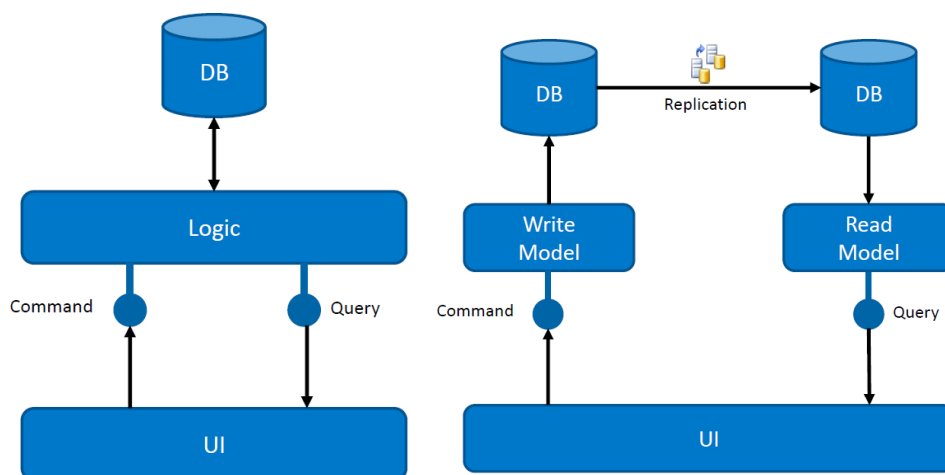 DB
Logic
Command
Query
UI
DB
Replication
DB
Write
Model
Read
Model
Command
Query
UI